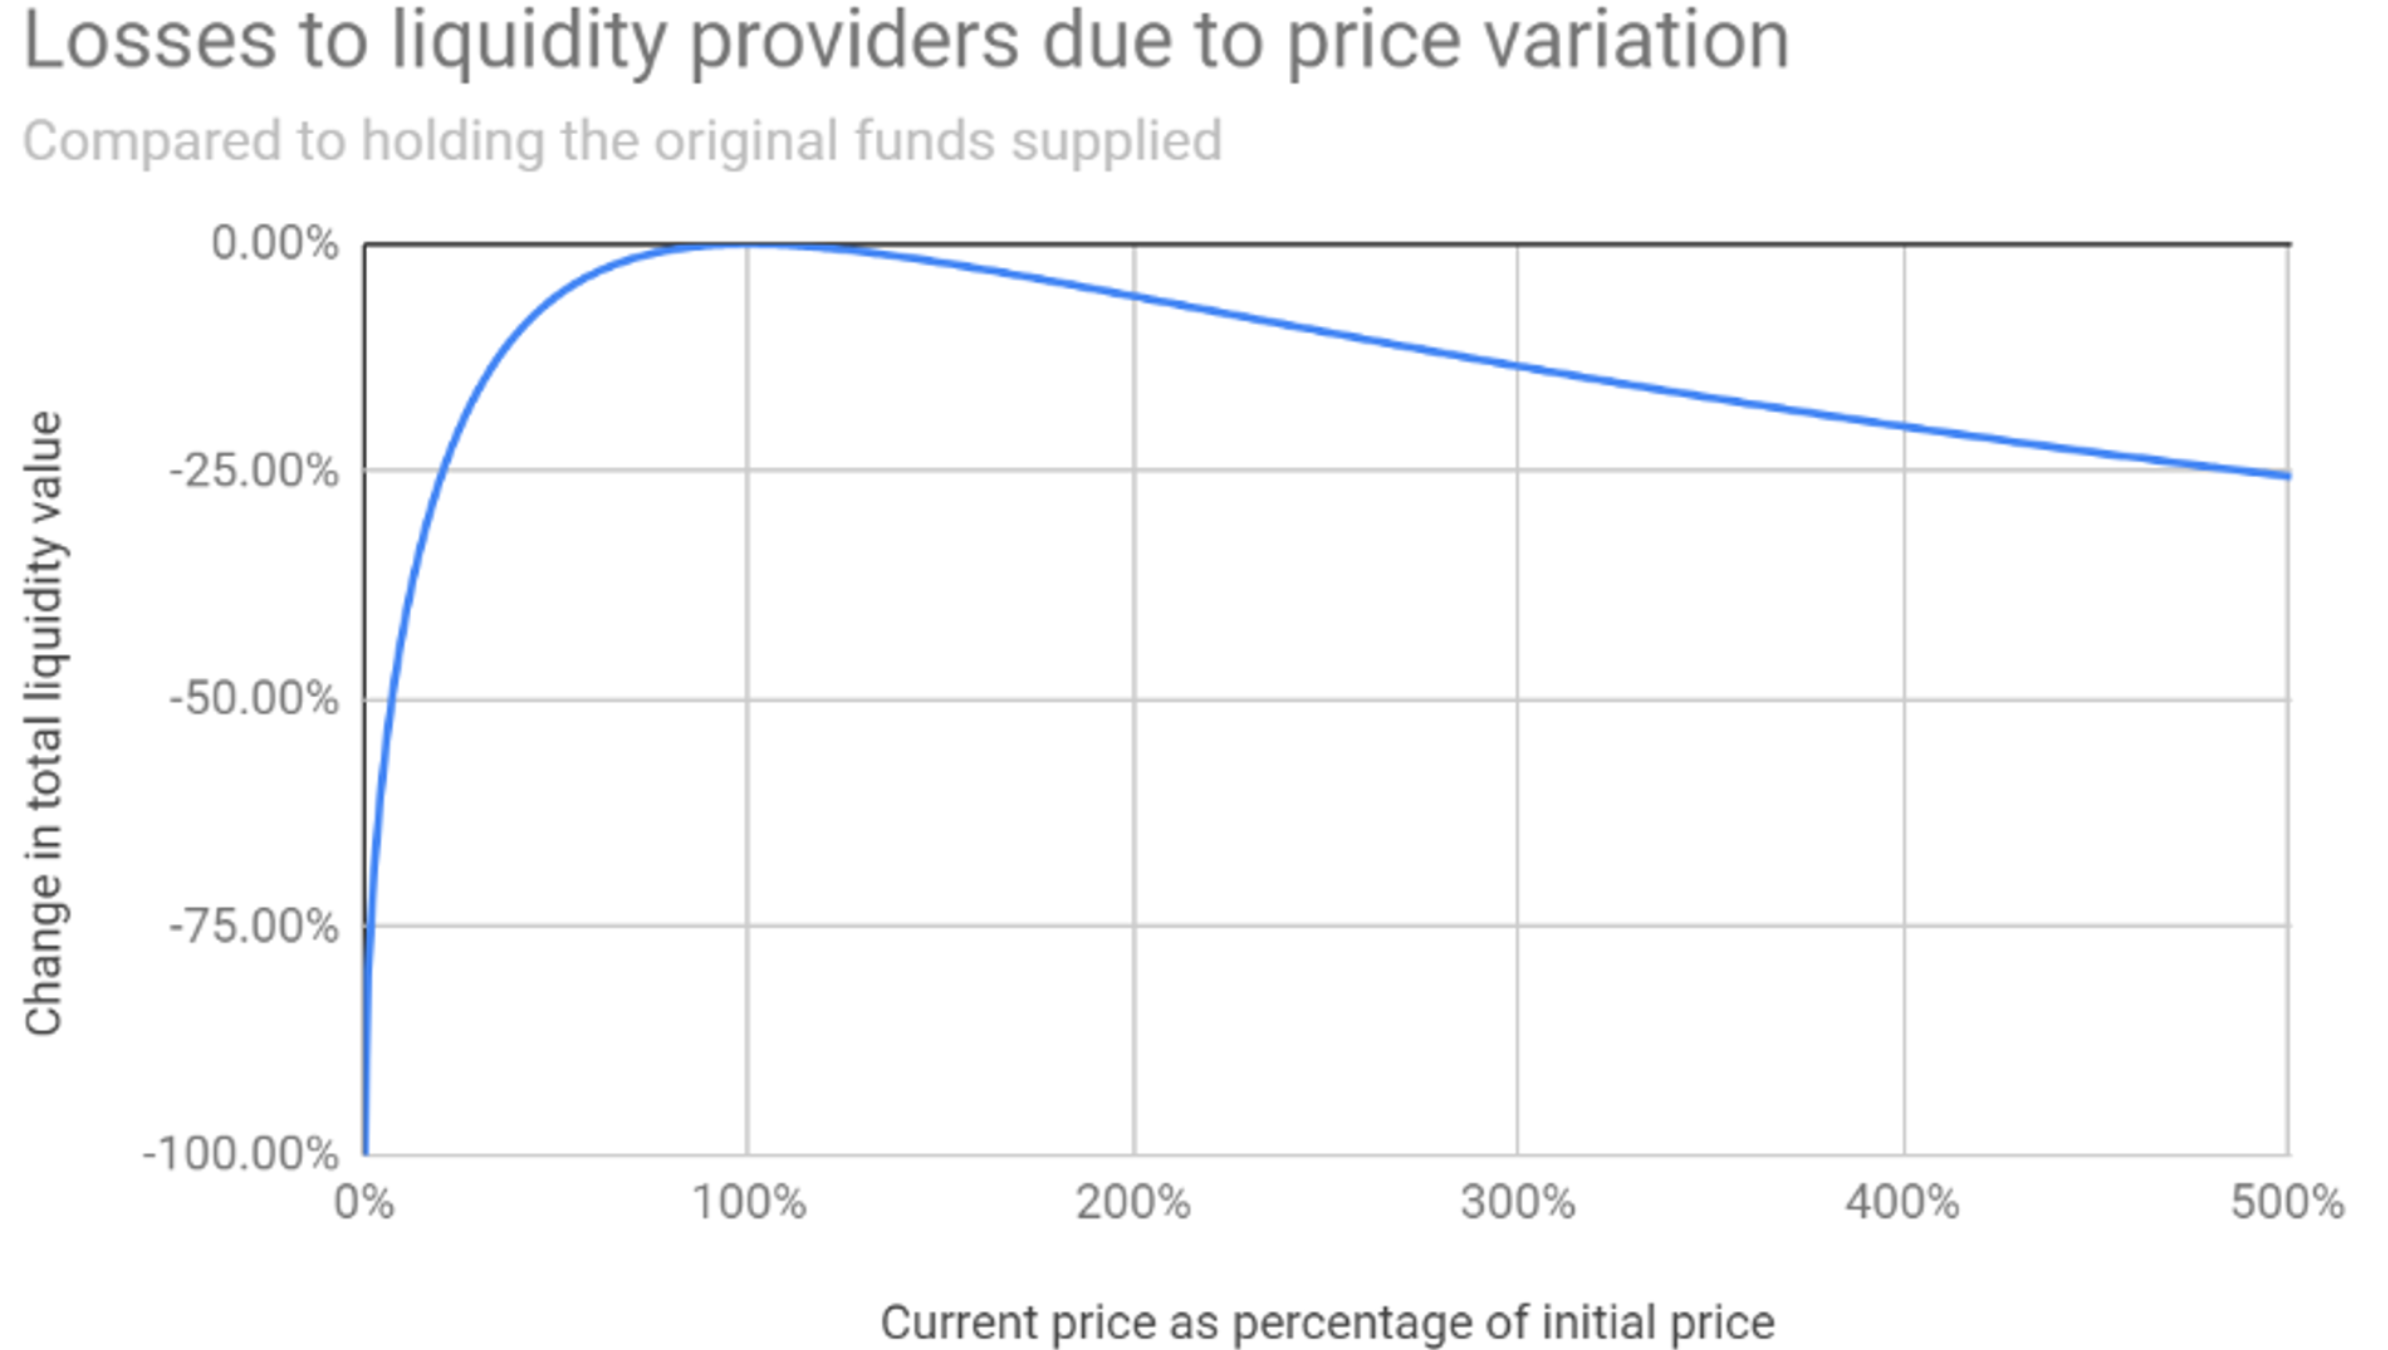 Losses to liquidity providers due to price variation
Compared to holding the original funds supplied
Change in total liquidity value
0.00%
-25.00%
-50.00%
-75.00%
-100.00%
0% 100% 200% 300% 400% 500%
Current price as percentage of initial price